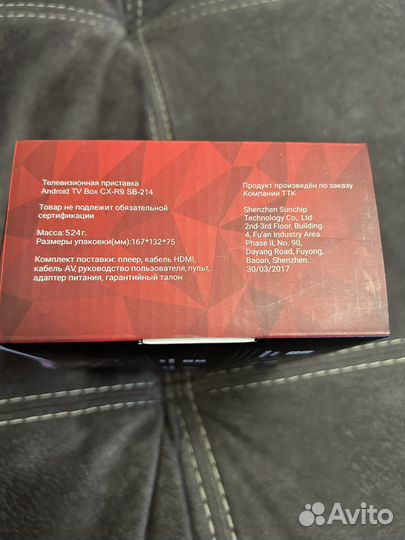 Телевизионная приставка
Android TV Box CX-R9 SB-214
Товар не подлежит обязательной
сертификации
Масса: 524 г.
Размеры упаковки(мм):167*132*75
Комплект поставки: плеер, кабель HDMI,
кабель AV, руководство пользователя, пульт,
адаптер питания, гарантийный талон
Продукт произведён по заказу
Компании ТТК
Shenzhen Sunchip
Technology Co,. Ltd
2nd-3rd Floor, Building
4, Fu'an Industry Area
Phase II, No. 90,
Dayang Road, Fuyong,
Baoan, Shenzhen.
30/03/2017
Avito